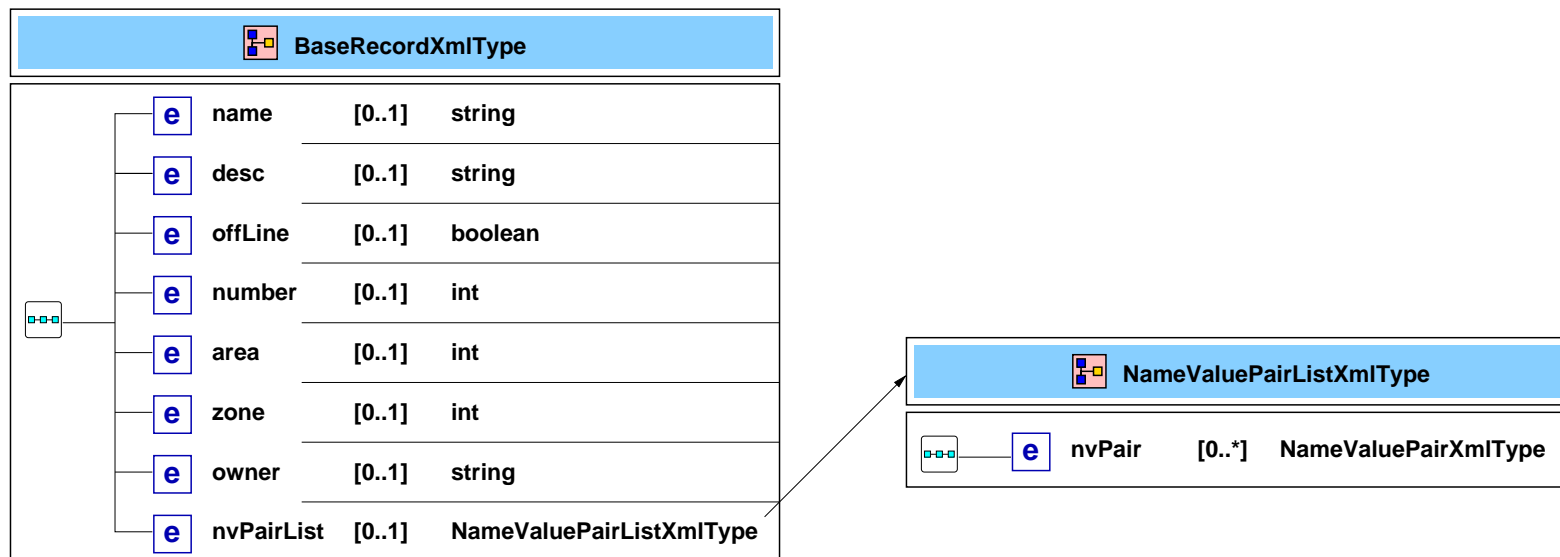 BaseRecordXmlType
e name [0..1] string
e desc [0..1] string
e offLine [0..1] boolean
e number [0..1] int
e area [0..1] int
e zone [0..1] int
e owner [0..1] string
e nvPairList [0..1] NameValuePairListXmlType
NameValuePairListXmlType
e nvPair [0..*] NameValuePairXmlType